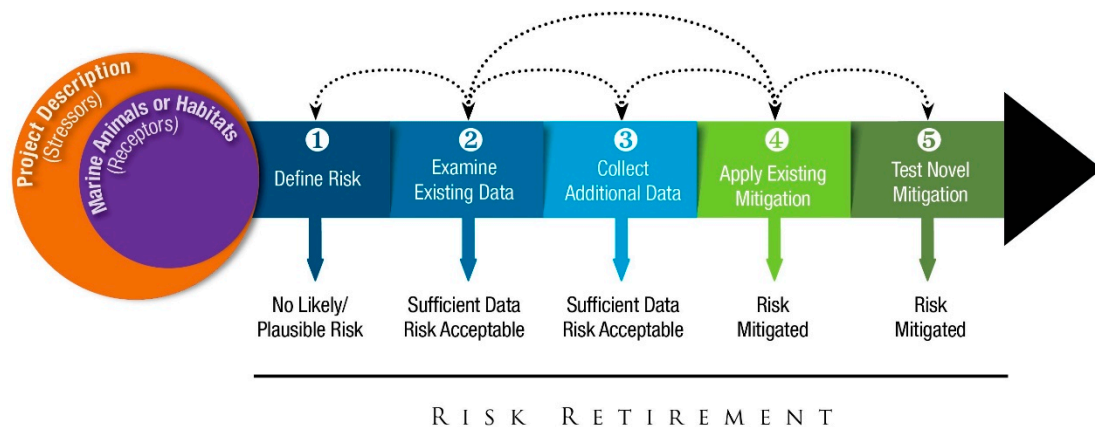 Project Description
(Stressors)
Marine Animals or Habitats
(Receptors)
1
Define Risk
2
Examine
Existing Data
3
Collect
Additional Data
4
Apply Existing
Mitigation
5
Test Novel
Mitigation
No Likely/
Plausible Risk
Sufficient Data
Risk Acceptable
Sufficient Data
Risk Acceptable
Risk
Mitigated
Risk
Mitigated
RISK RETIREMENT